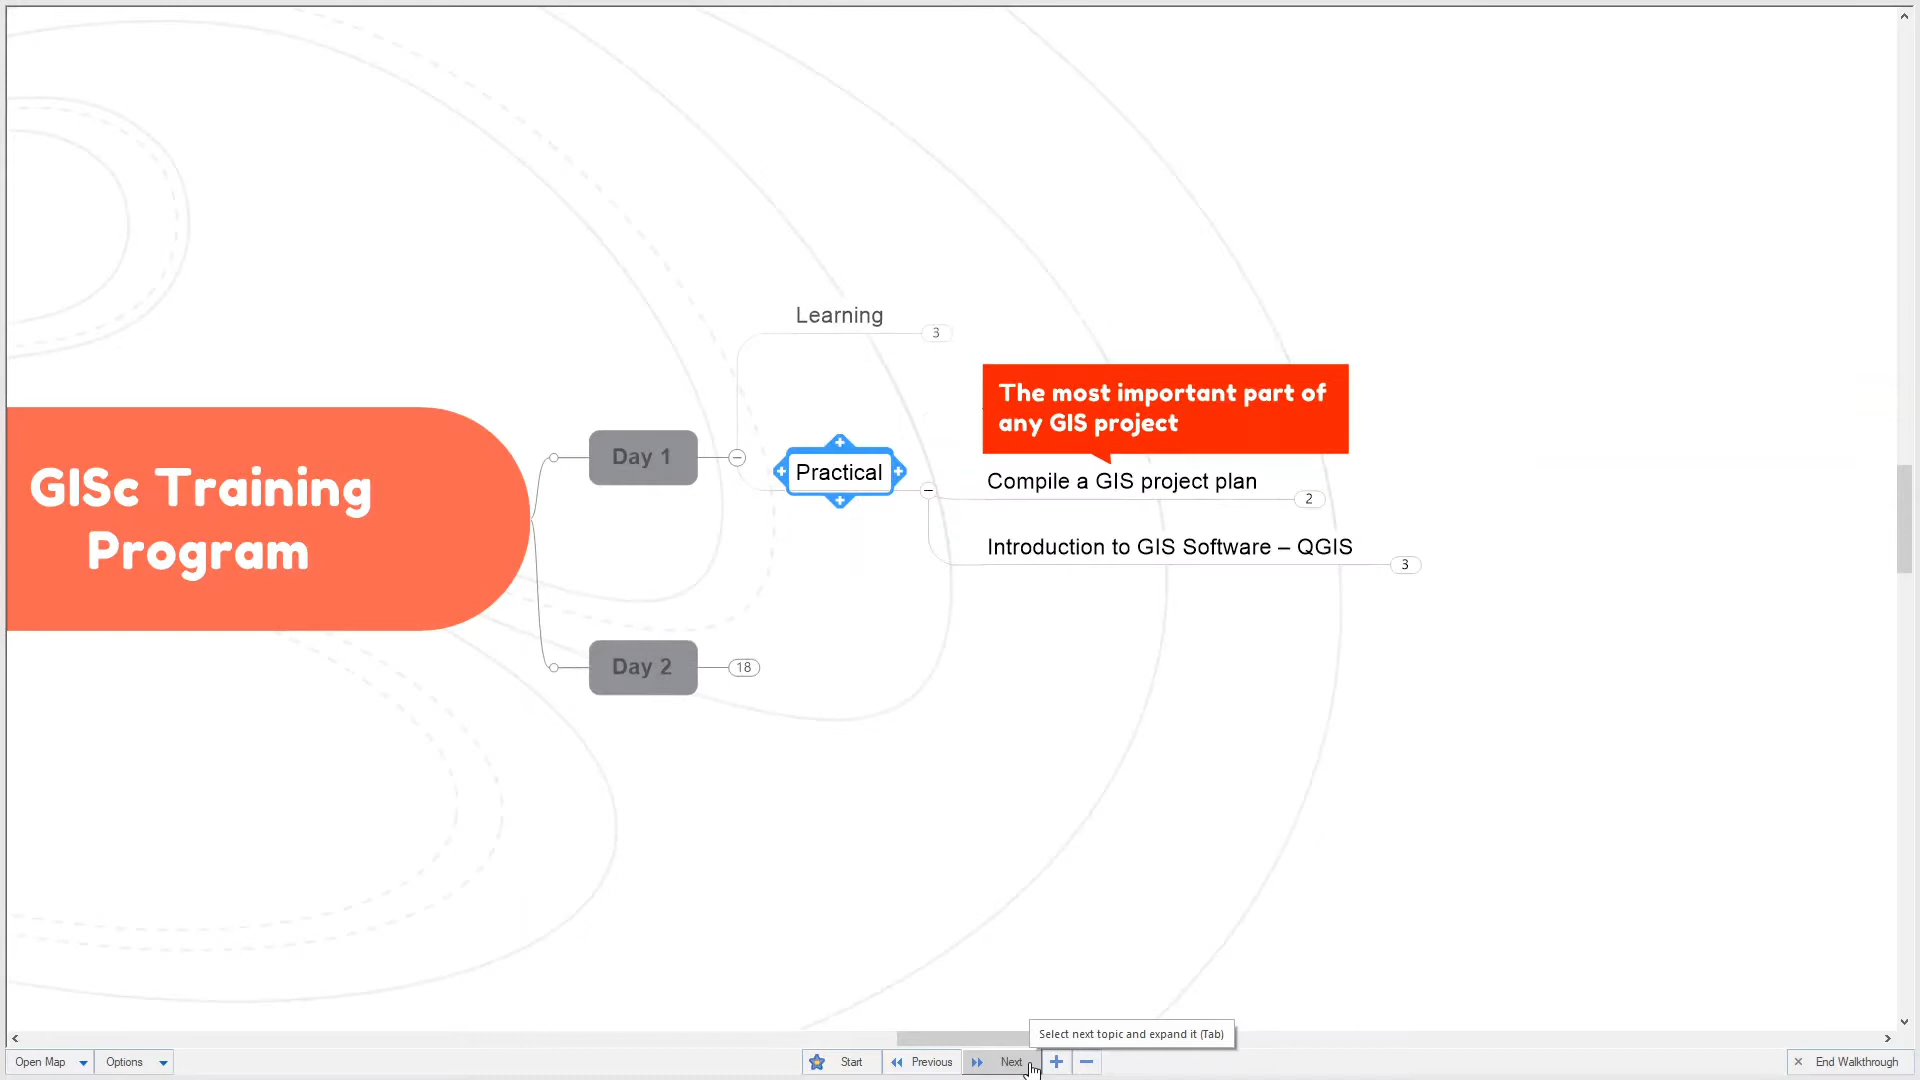 Learning
3
The most important part of
any GIS project
GISc Training
Program
Day 1
Practical
Compile a GIS project plan
2
Introduction to GIS Software – QGIS
3
Day 2
18
Select next topic and expand it (Tab)
Open Map
Options
Start
Previous
Next
End Walkthrough